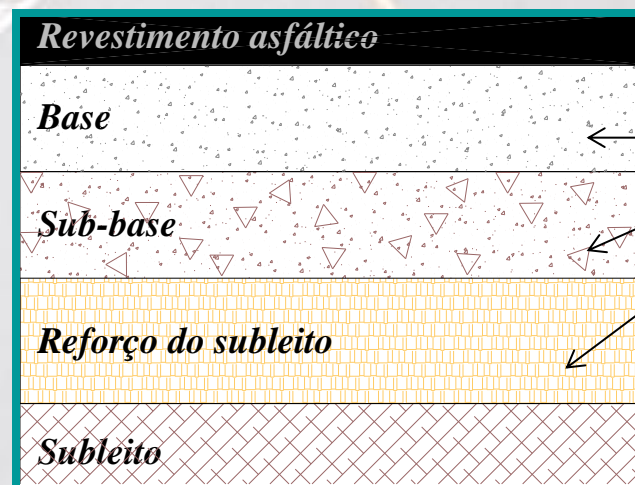 Revestimento asfáltico
Base
Sub-base
Reforço do subleito
Subleito